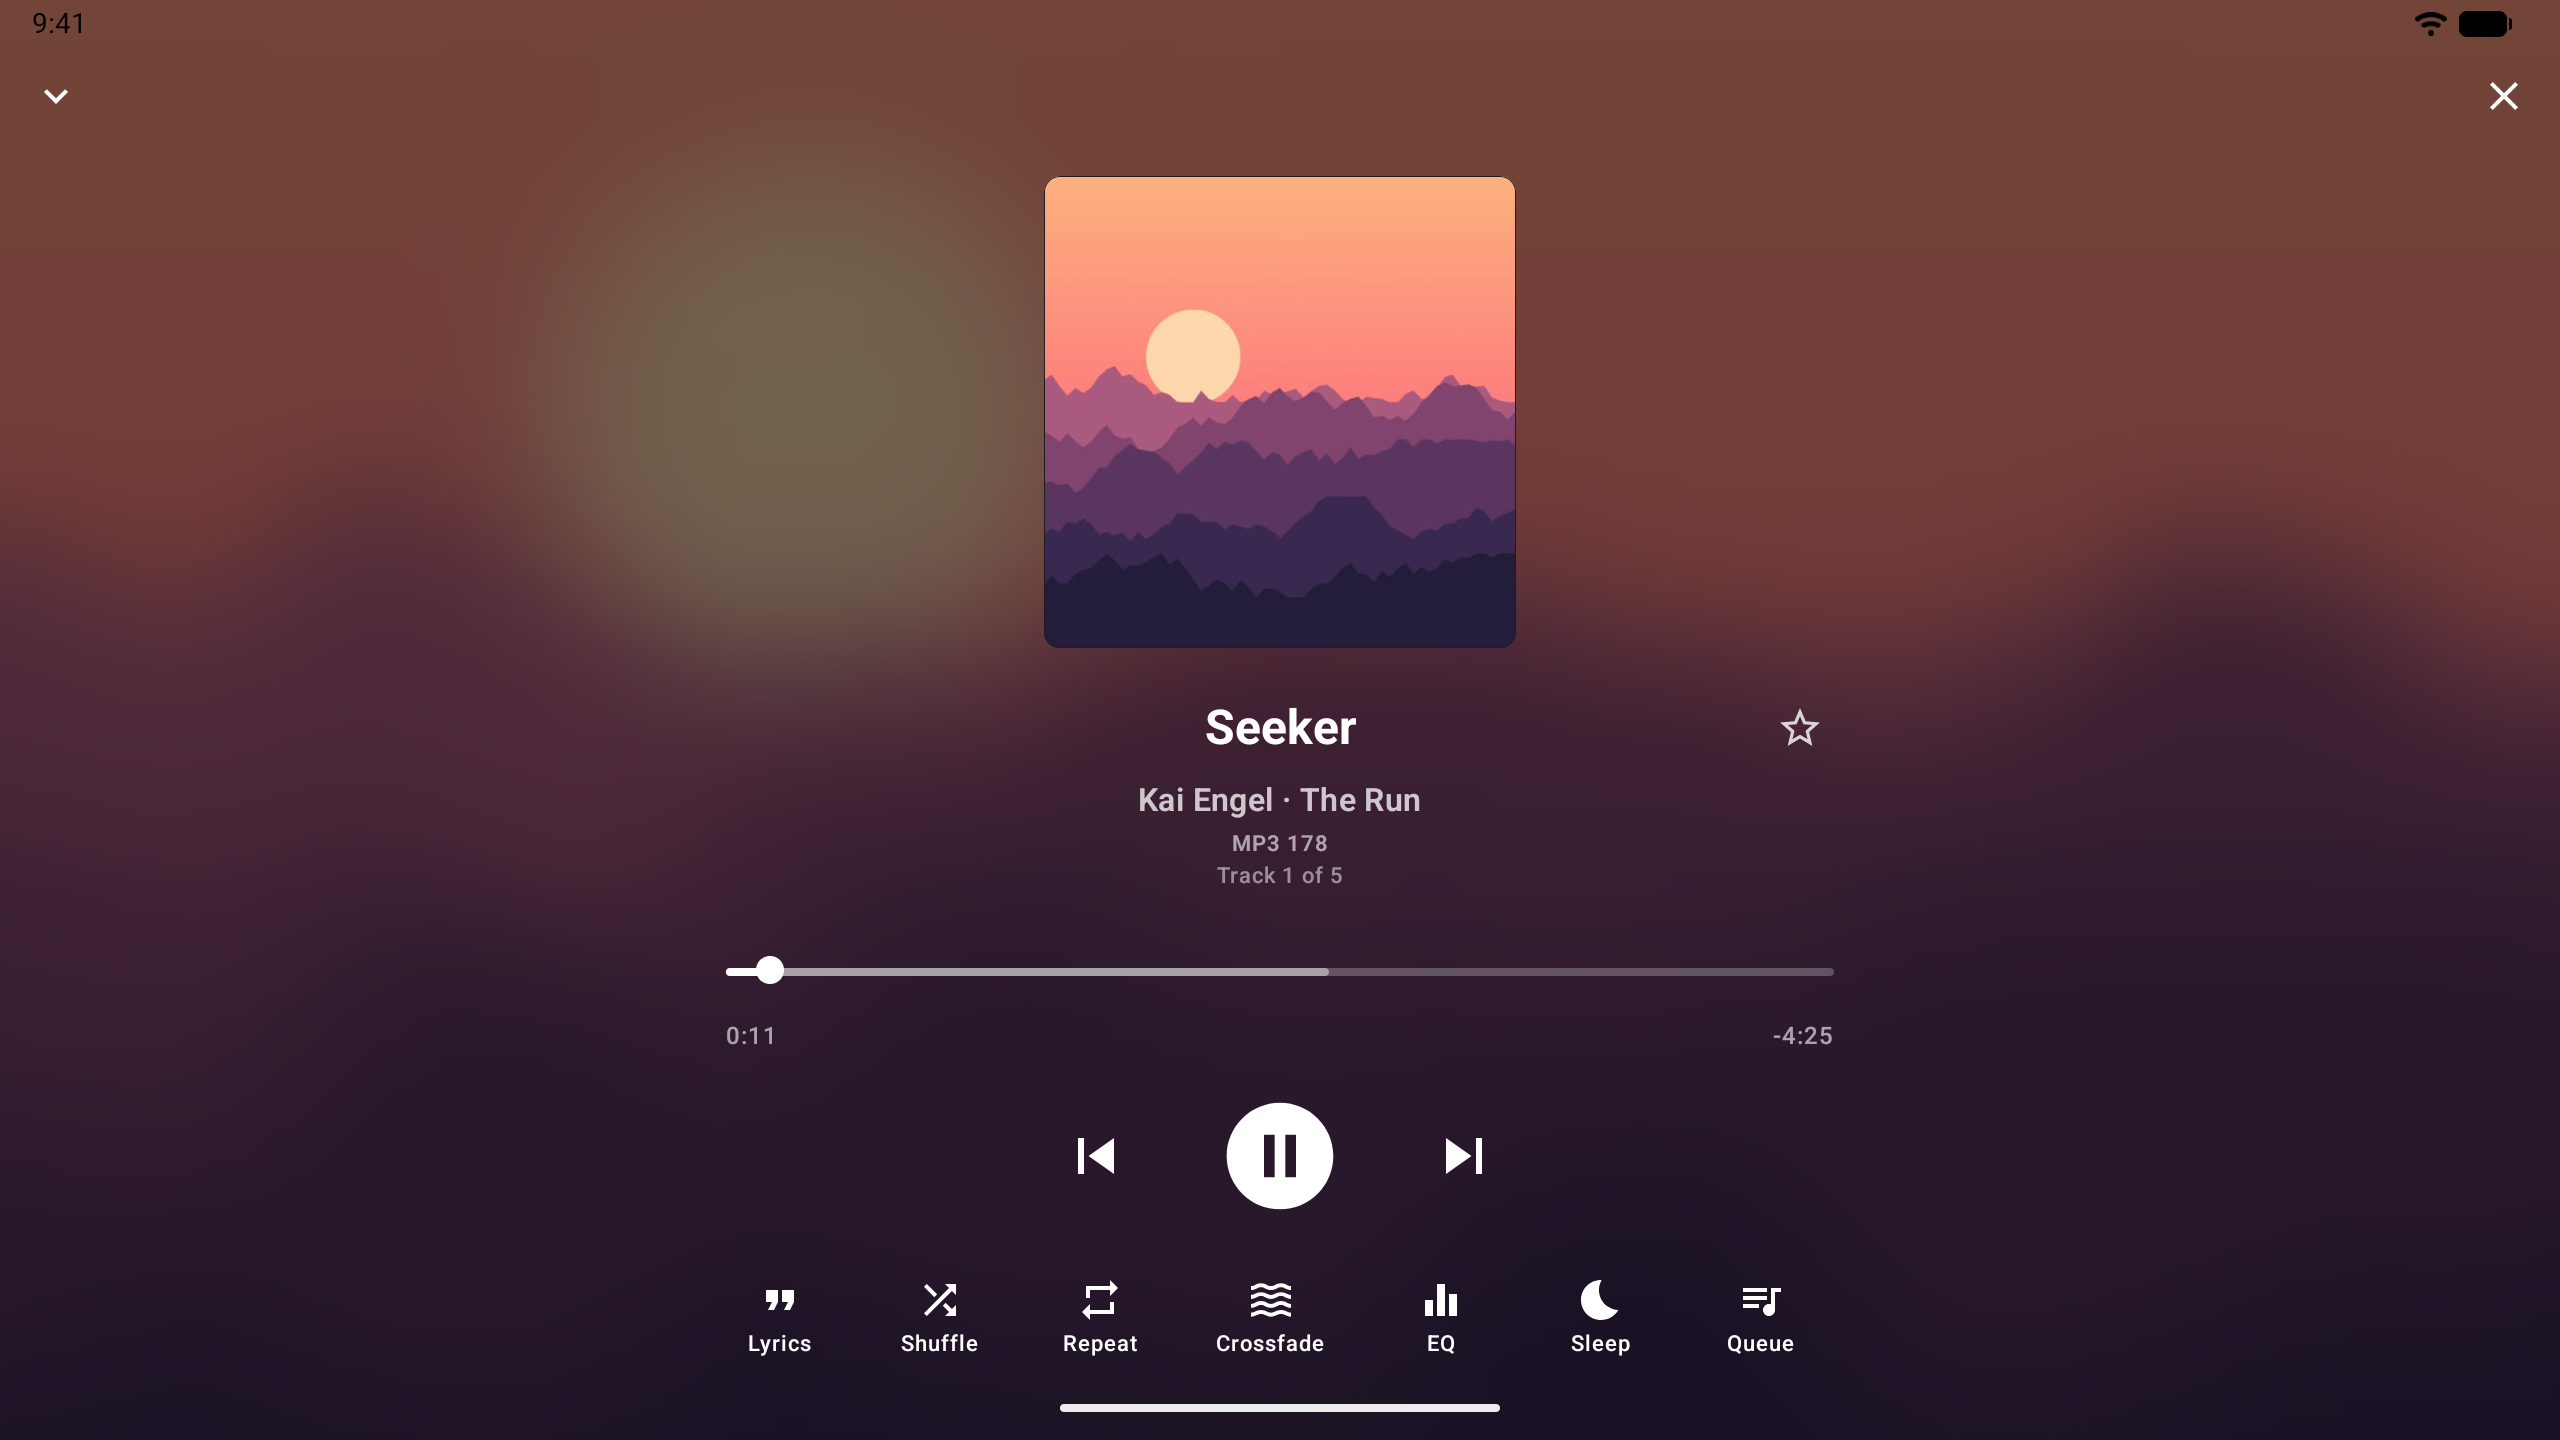 9:41
Seeker
Kai Engel · The Run
MP3 178
Track 1 of 5
0:11
-4:25
Lyrics
Shuffle
Repeat
Crossfade
EQ
Sleep
Queue